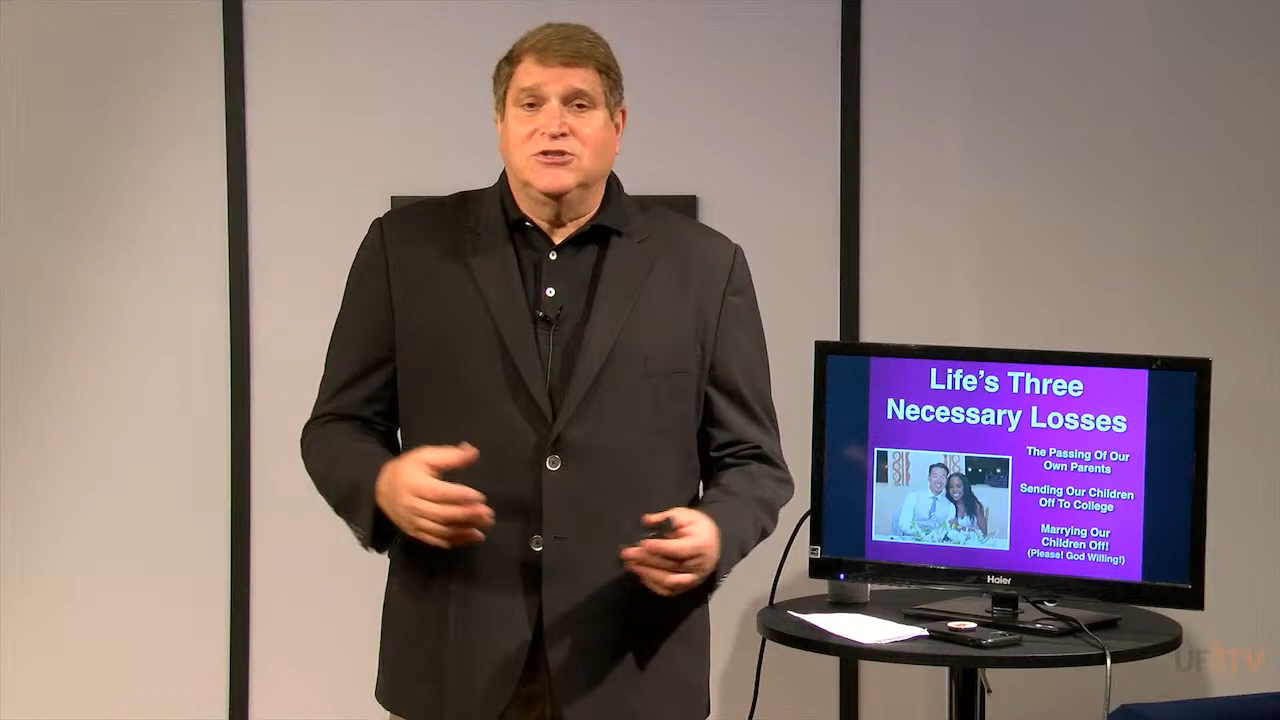 Life's Three
Necessary Losses
The Passing Of Our
Own Parents
Sending Our Children
Off To College
Marrying Our
Children Off!
(Please! God Willing!)
Haier